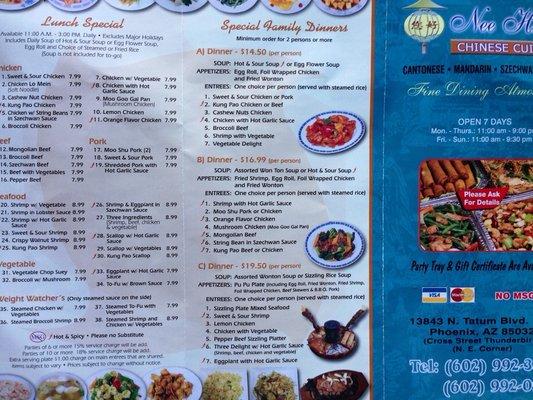 Lunch Special
Available 11:00 A.M. - 3:00 P.M. Daily • Excludes Major Holidays
Includes Daily Soup of Hot & Sour Soup or Egg Flower Soup,
Egg Roll and Choice of Steamed or Fried Rice
(Soup is not included for to-go)
1. Sweet & Sour Chicken 7.99
2. Chicken Lo Mein 7.99
(Soft Noodle)
3. Cashew Nut Chicken 7.99
4. Kung Pao Chicken 7.99
5. Chicken w/ String Beans 7.99
in Szechwan Sauce
6. Broccoli Chicken 7.99
7. Chicken w/ Vegetable 7.99
8. Chicken with Hot 7.99
Garlic Sauce
9. Moo Goo Gai Pan 7.99
(Mushroom Chicken)
10. Lemon Chicken 7.99
11. Orange Flavor Chicken 7.99
12. Mongolian Beef 7.99
13. Broccoli Beef 7.99
14. Szechwan Beef 7.99
15. Beef with Vegetables 7.99
16. Pepper Beef 7.99
Pork
17. Moo Shu Pork (2) 7.99
18. Sweet & Sour Pork 7.99
19. Shredded Pork with 7.99
Hot Garlic Sauce
20. Shrimp w/ Vegetable 8.99
21. Shrimp in Lobster Sauce 8.99
22. Shrimp w/ Hot Garlic 8.99
Sauce
23. Sweet & Sour Shrimp 8.99
24. Crispy Walnut Shrimp 8.99
25. Kung Pao Shrimp 8.99
26. Shrimp & Eggplant in 8.99
Szechwan Sauce
27. Three Ingredients 8.99
(Shrimp, beef, chicken
& vegetable)
28. Scallop w/ Hot Garlic 8.99
Sauce
29. Scallop w/ Vegetables 8.99
30. Kung Pao Scallop 8.99
31. Vegetable Chop Suey 7.99
32. Broccoli w/ Mushroom 7.99
33. Eggplant w/ Hot Garlic 7.99
Sauce
34. To-Fu w/ Brown Sauce 7.99
Weight Watcher's (Only steamed sauce on the side)
35. Steamed Chicken w/ 7.99
Vegetables
36. Steamed Broccoli Shrimp 8.99
37. Steamed To-Fu with 7.99
Vegetables
38. Steamed Shrimp and 8.99
Chicken w/ Vegetables
Hot & Spicy • Please no Substitute
Parties of 6 or more 15% service charge will be add.
Parties of 10 or more 18% service charge will be add.
Extra serving plate $1.00 charge on main entrees that are shared.
Items subject to vary. • Prices subject to change without notice.
Special Family Dinners
Minimum order for 2 persons or more
A) Dinner - $14.50 (per person)
SOUP: Hot & Sour Soup / or Egg Flower Soup
APPETIZERS: Egg Roll, Foil Wrapped Chicken
and Fried Wonton
ENTREES: One choice per person (served with steamed rice)
1. Sweet & Sour Chicken or Pork
2. Kung Pao Chicken or Beef
3. Cashew Nuts Chicken
4. Chicken with Hot Garlic Sauce
5. Broccoli Beef
6. Shrimp with Vegetable
7. Vegetable Delight
B) Dinner - $16.99 (per person)
SOUP: Assorted Won Ton Soup or Hot & Sour Soup /
APPETIZERS: Fried Shrimp, Egg Roll, Foil Wrapped Chicken
and Fried Wonton
ENTREES: One choice per person (served with steamed rice)
1. Shrimp with Hot Garlic Sauce
2. Moo Shu Pork or Chicken
3. Orange Flavor Chicken
4. Mushroom Chicken (Moo Goo Gai Pan)
5. Mongolian Beef
6. String Bean in Szechwan Sauce
7. Kung Pao Beef or Chicken
C) Dinner - $19.50 (per person)
SOUP: Assorted Wonton Soup or Sizzling Rice Soup
APPETIZERS: Pu Pu Plate (including Egg Roll, Fried Wonton, Fried Shrimp,
Foil Wrapped Chicken, Beef Skewers & B.B.Q. Pork)
ENTREES: One choice per person (served with steamed rice)
1. Sizzling Plate Mixed Seafood
2. Sweet & Sour Shrimp
3. Lemon Chicken
4. Chicken with Vegetable
5. Pepper Beef Sizzling Platter
6. Three Delight w/ Hot Garlic Sauce
(Shrimp, beef, chicken and vegetable)
7. Eggplant with Hot Garlic Sauce
Nee H
CHINESE CUI
CANTONESE • MANDARIN • SZECHWA
Fine Dining Atmo
OPEN 7 DAYS
Mon. - Thurs.: 11:00 am - 9:00 p
Fri. - Sun.: 11:00 am - 9:30 p
Please Ask
For Details
Party Tray & Gift Certificate Are Av
VISA MasterCard NO MSG
13843 N. Tatum Blvd.
Phoenix, AZ 8503
(Cross Street Thunderbir
(N. E. Corner)
Tel: (602) 992-3
(602) 0